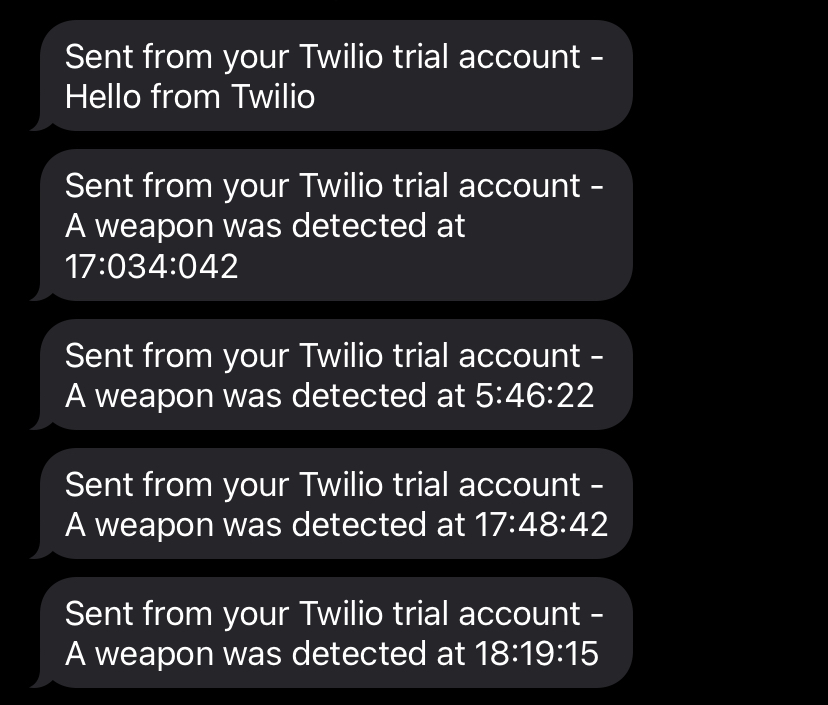 Sent from your Twilio trial account -
Hello from Twilio
Sent from your Twilio trial account -
A weapon was detected at
17:034:042
Sent from your Twilio trial account -
A weapon was detected at 5:46:22
Sent from your Twilio trial account -
A weapon was detected at 17:48:42
Sent from your Twilio trial account -
A weapon was detected at 18:19:15